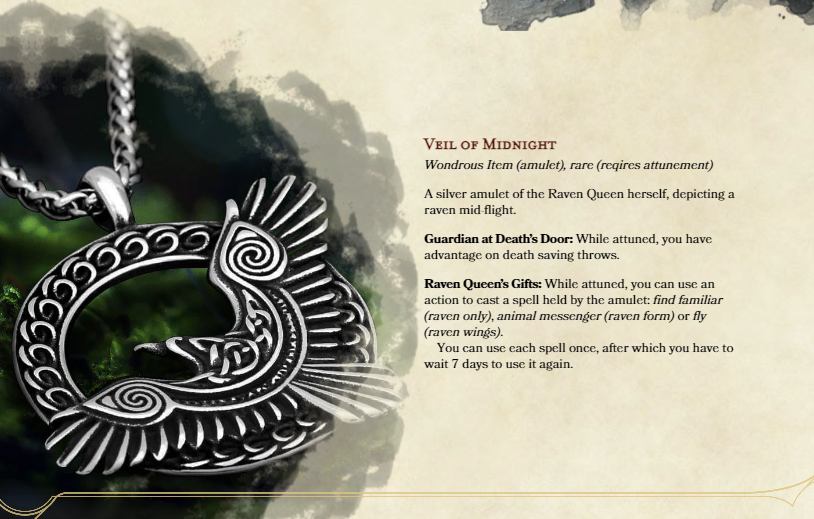 Veil of Midnight
Wondrous Item (amulet), rare (reqires attunement)
A silver amulet of the Raven Queen herself, depicting a
raven mid-flight.
Guardian at Death's Door: While attuned, you have
advantage on death saving throws.
Raven Queen's Gifts: While attuned, you can use an
action to cast a spell held by the amulet: find familiar
(raven only), animal messenger (raven form) or fly
(raven wings).
You can use each spell once, after which you have to
wait 7 days to use it again.